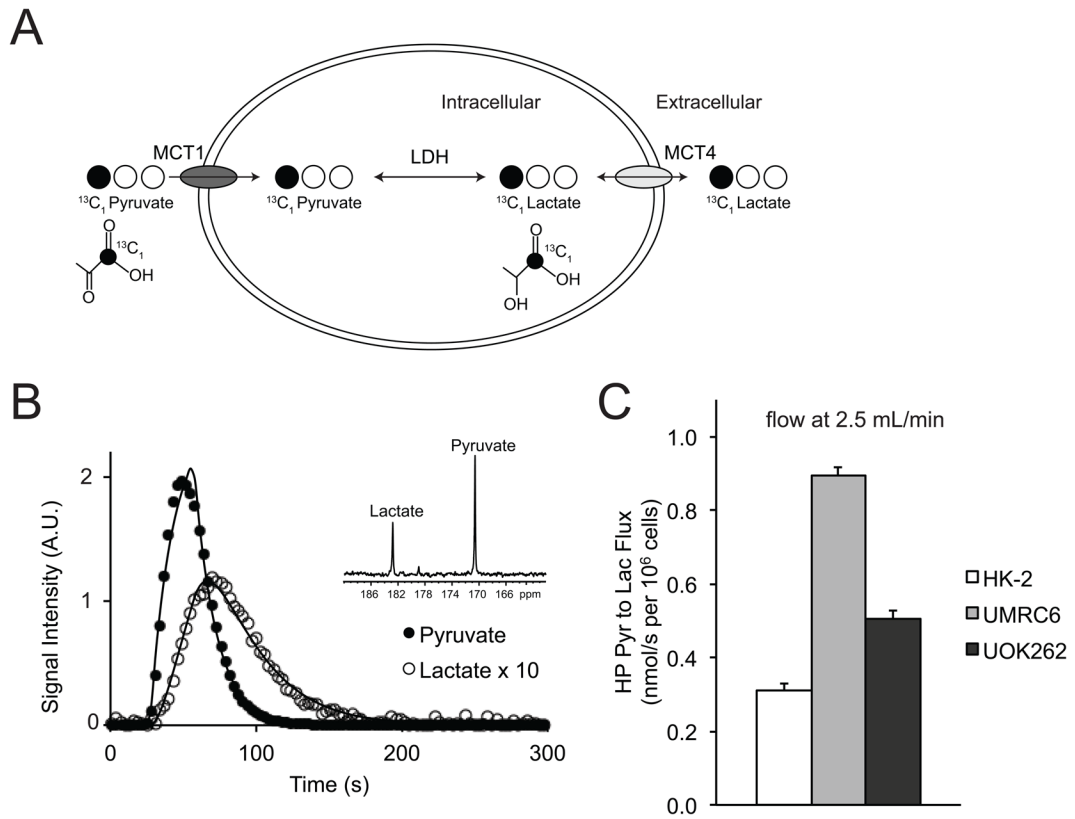 A
Intracellular
Extracellular
MCT1
LDH
MCT4
¹³C₁ Pyruvate
¹³C₁ Pyruvate
¹³C₁ Lactate
¹³C₁ Lactate
O
¹³C₁
OH
O
O
¹³C₁
OH
OH
B
Signal Intensity (A.U.)
2
1
0
0
100
200
300
Time (s)
Pyruvate
Lactate
186 182 178 174 170 166 ppm
Pyruvate
Lactate x 10
C
flow at 2.5 mL/min
HP Pyr to Lac Flux
(nmol/s per 10⁶ cells)
1.0
0.8
0.6
0.4
0.2
0.0
HK-2
UMRC6
UOK262